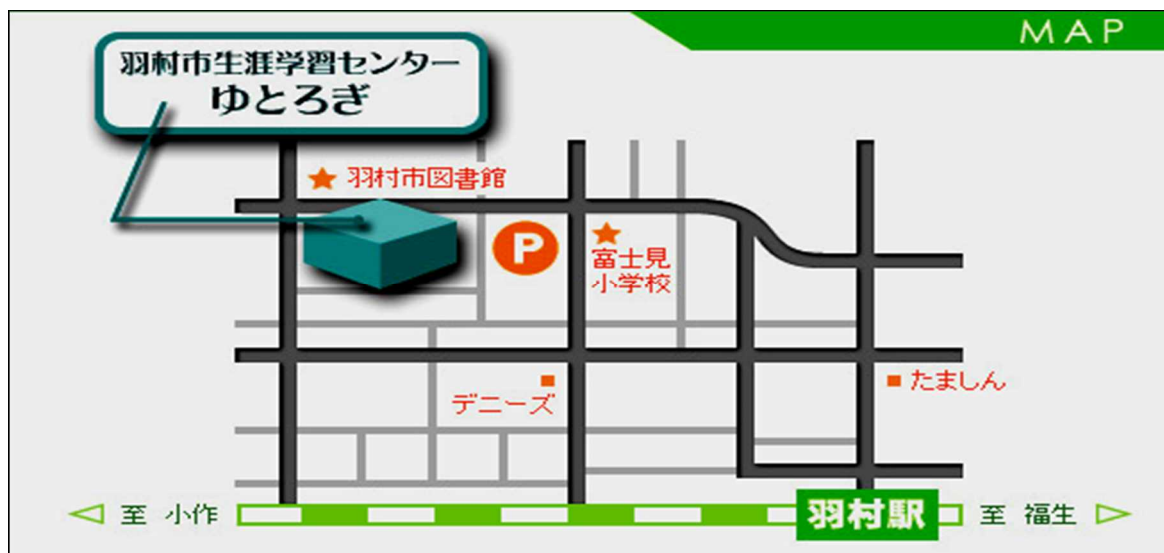 MAP
羽村市生涯学習センター
ゆとろぎ
羽村市図書館
P
富士見
小学校
デニーズ
たましん
至 小作
羽村駅
至 福生